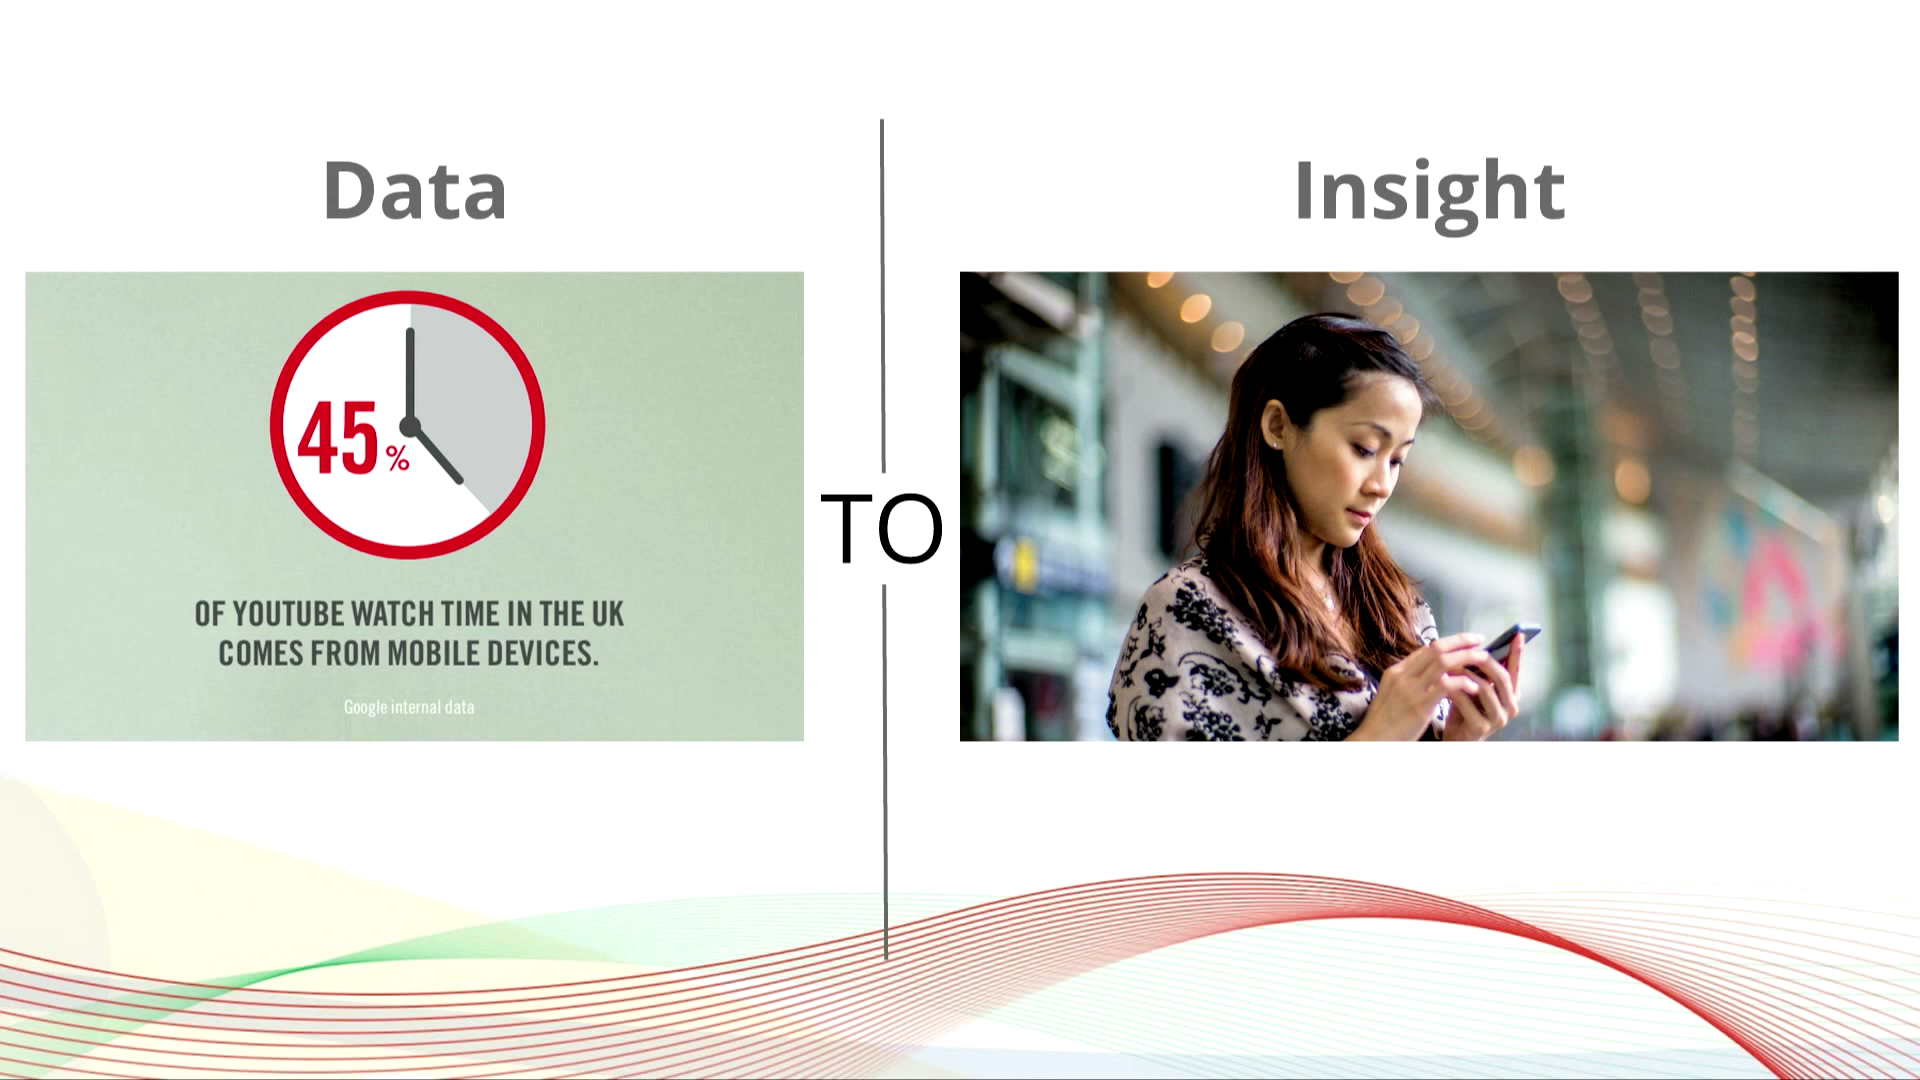 Data
Insight
45%
TO
OF YOUTUBE WATCH TIME IN THE UK
COMES FROM MOBILE DEVICES.
Google internal data